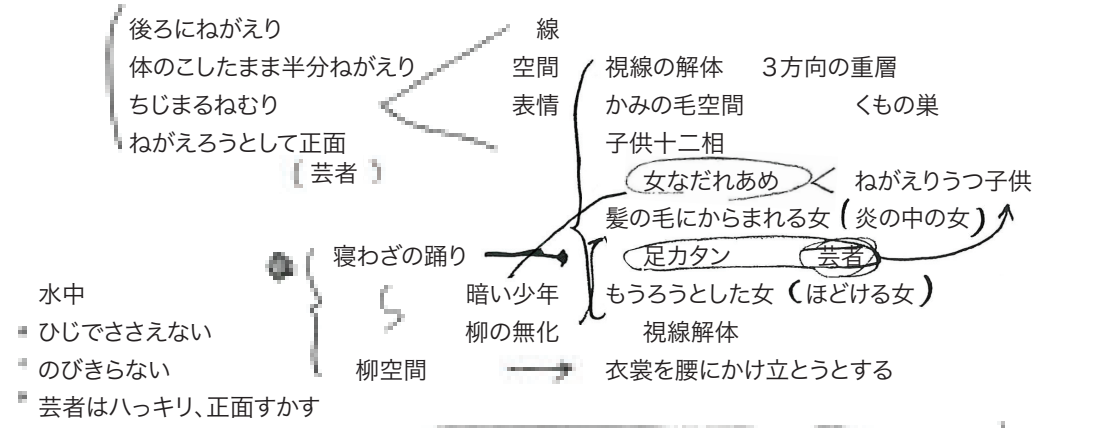 後ろにねがえり 線
体のこしたまま半分ねがえり 空間 視線の解体 3方向の重層
ちじまるねむり 表情 かみの毛空間 くもの巣
ねがえろうとして正面 子供十二相
(芸者) 女なだれあめ < ねがえりうつ子供
髪の毛にからまれる女(炎の中の女)
寝わざの踊り 足カタン 芸者
水中 暗い少年 もうろうとした女(ほどける女)
ひじでささえない 柳の無化 視線解体
のびきらない 柳空間 → 衣裳を腰にかけ立とうとする
芸者はハッキリ、正面すかす